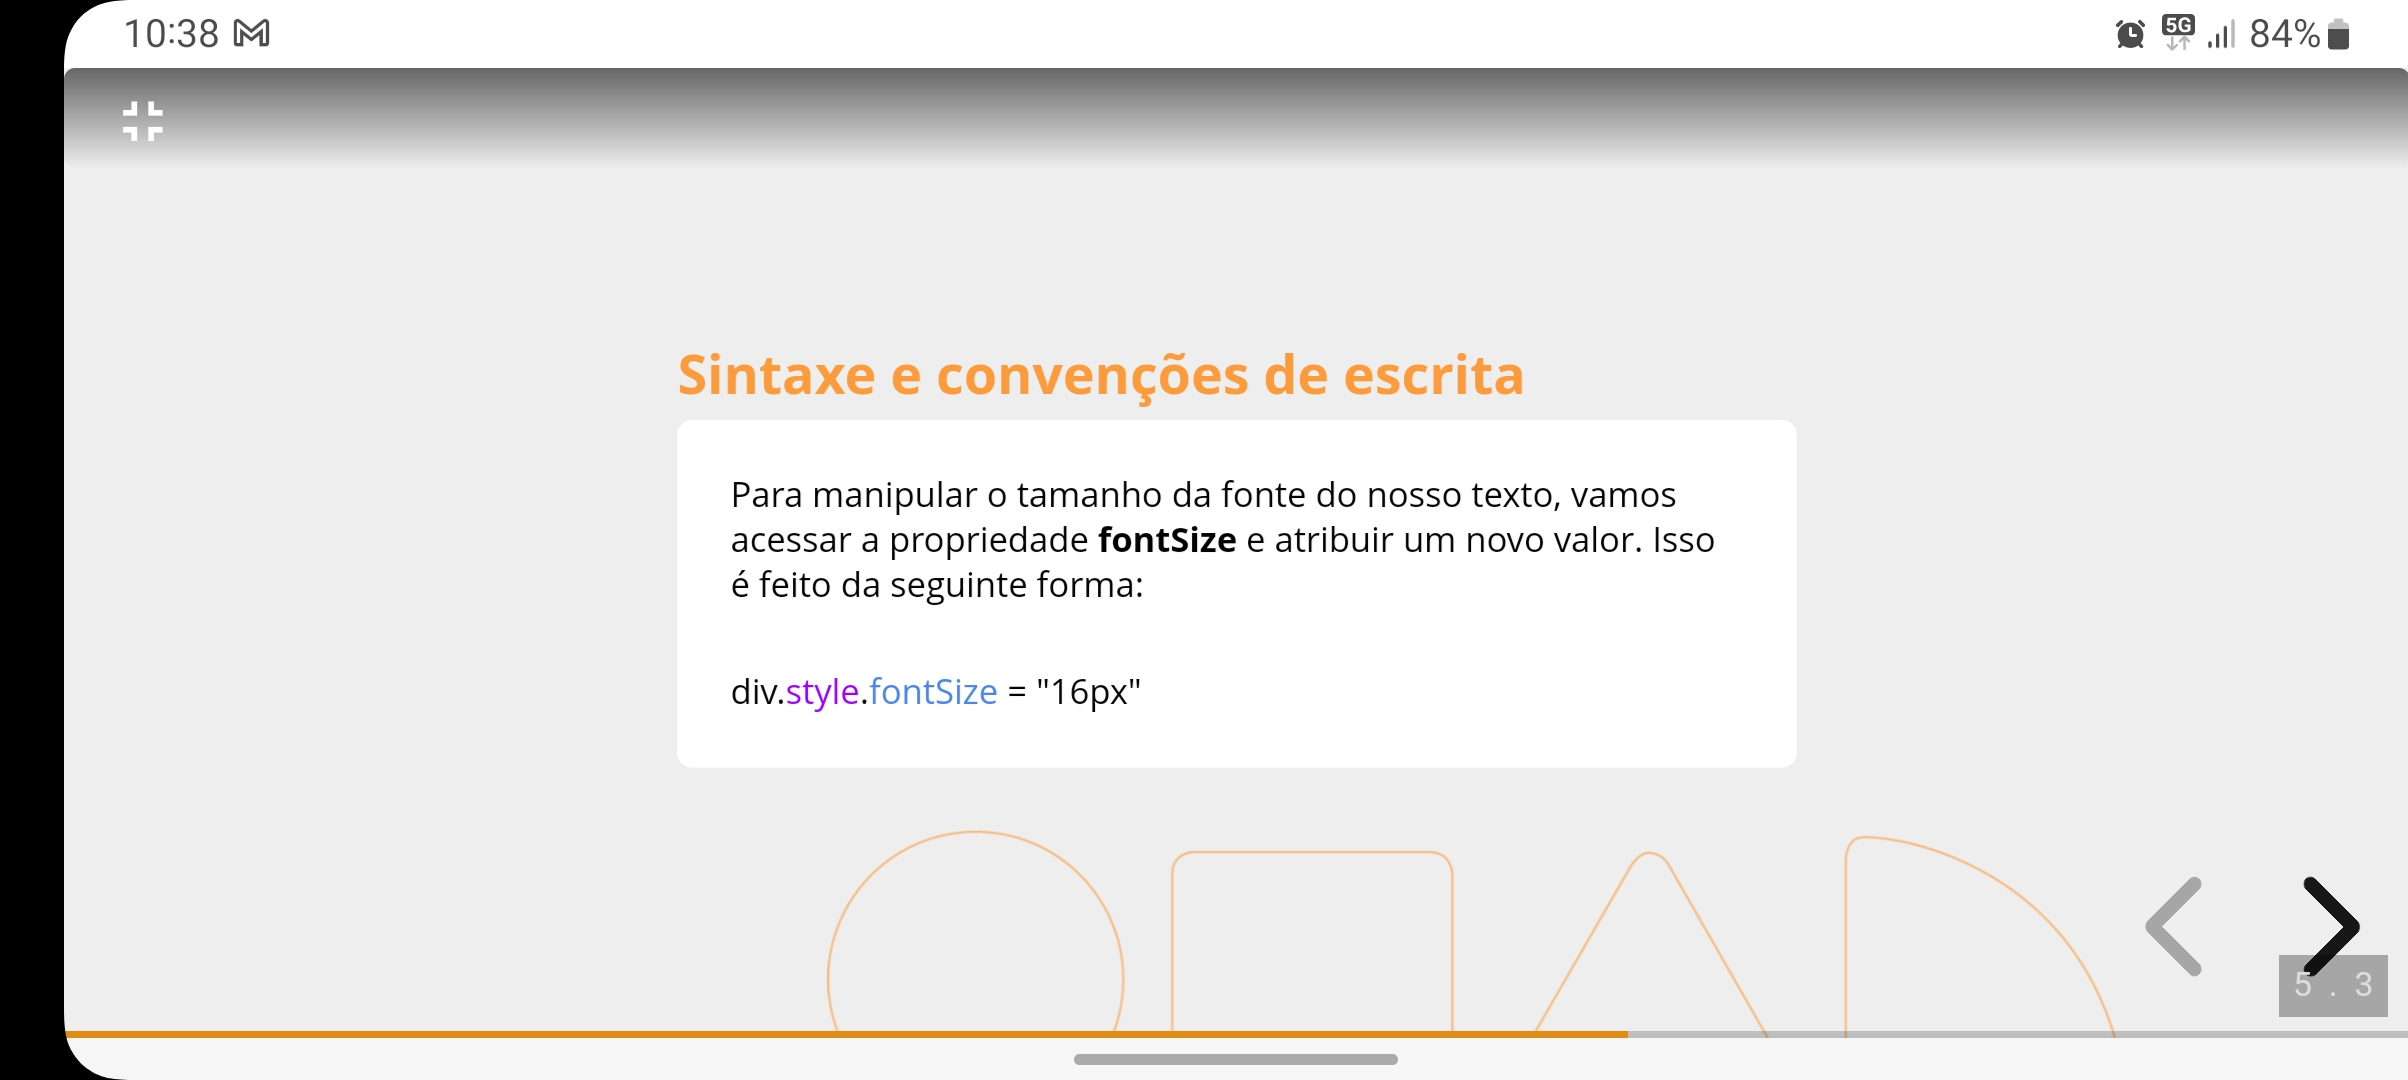 10:38
5G
84%
Sintaxe e convenções de escrita
Para manipular o tamanho da fonte do nosso texto, vamos
acessar a propriedade fontSize e atribuir um novo valor. Isso
é feito da seguinte forma:
div.style.fontSize = "16px"
5 . 3